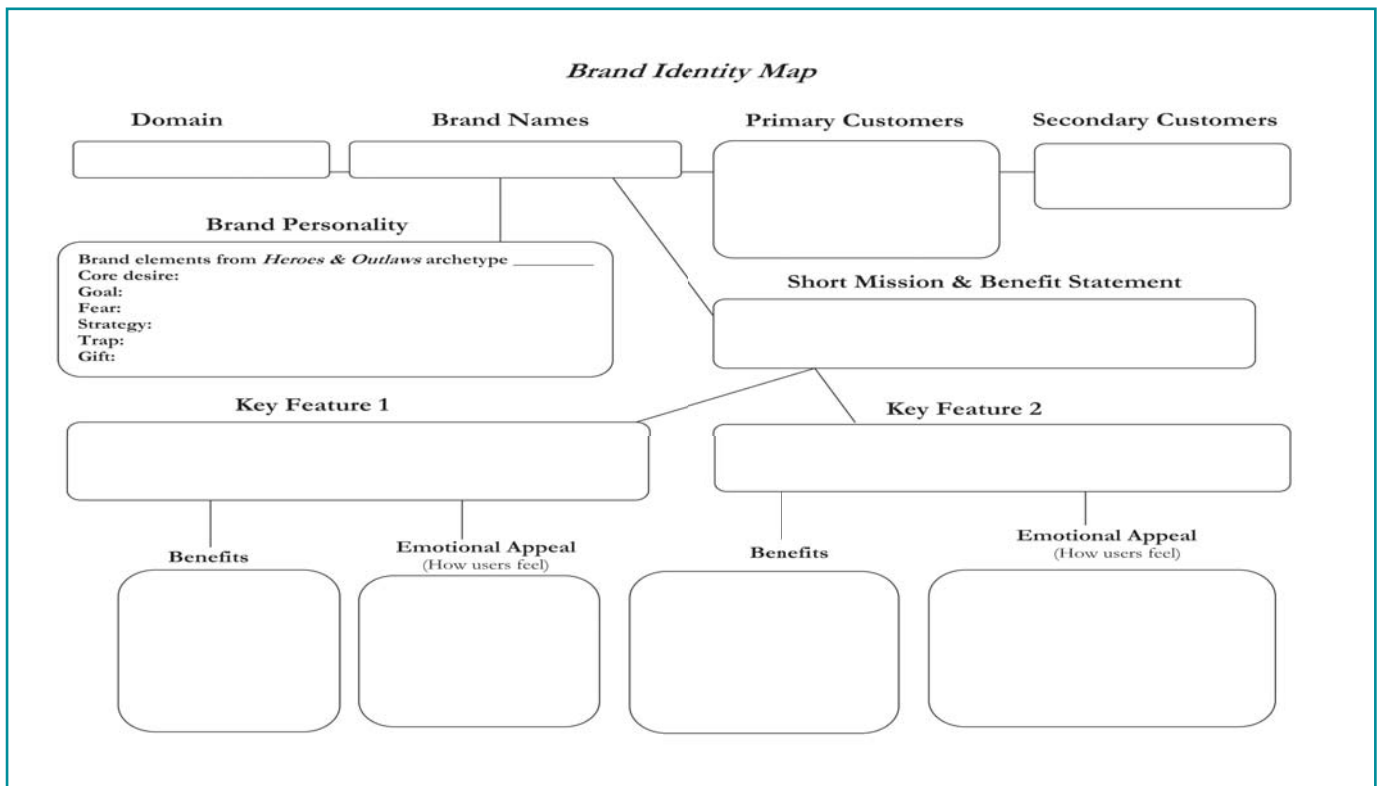 Brand Identity Map
Domain
Brand Names
Primary Customers
Secondary Customers
Brand Personality
Brand elements from Heroes & Outlaws archetype __________
Core desire:
Goal:
Fear:
Strategy:
Trap:
Gift:
Short Mission & Benefit Statement
Key Feature 1
Key Feature 2
Benefits
Emotional Appeal
(How users feel)
Benefits
Emotional Appeal
(How users feel)